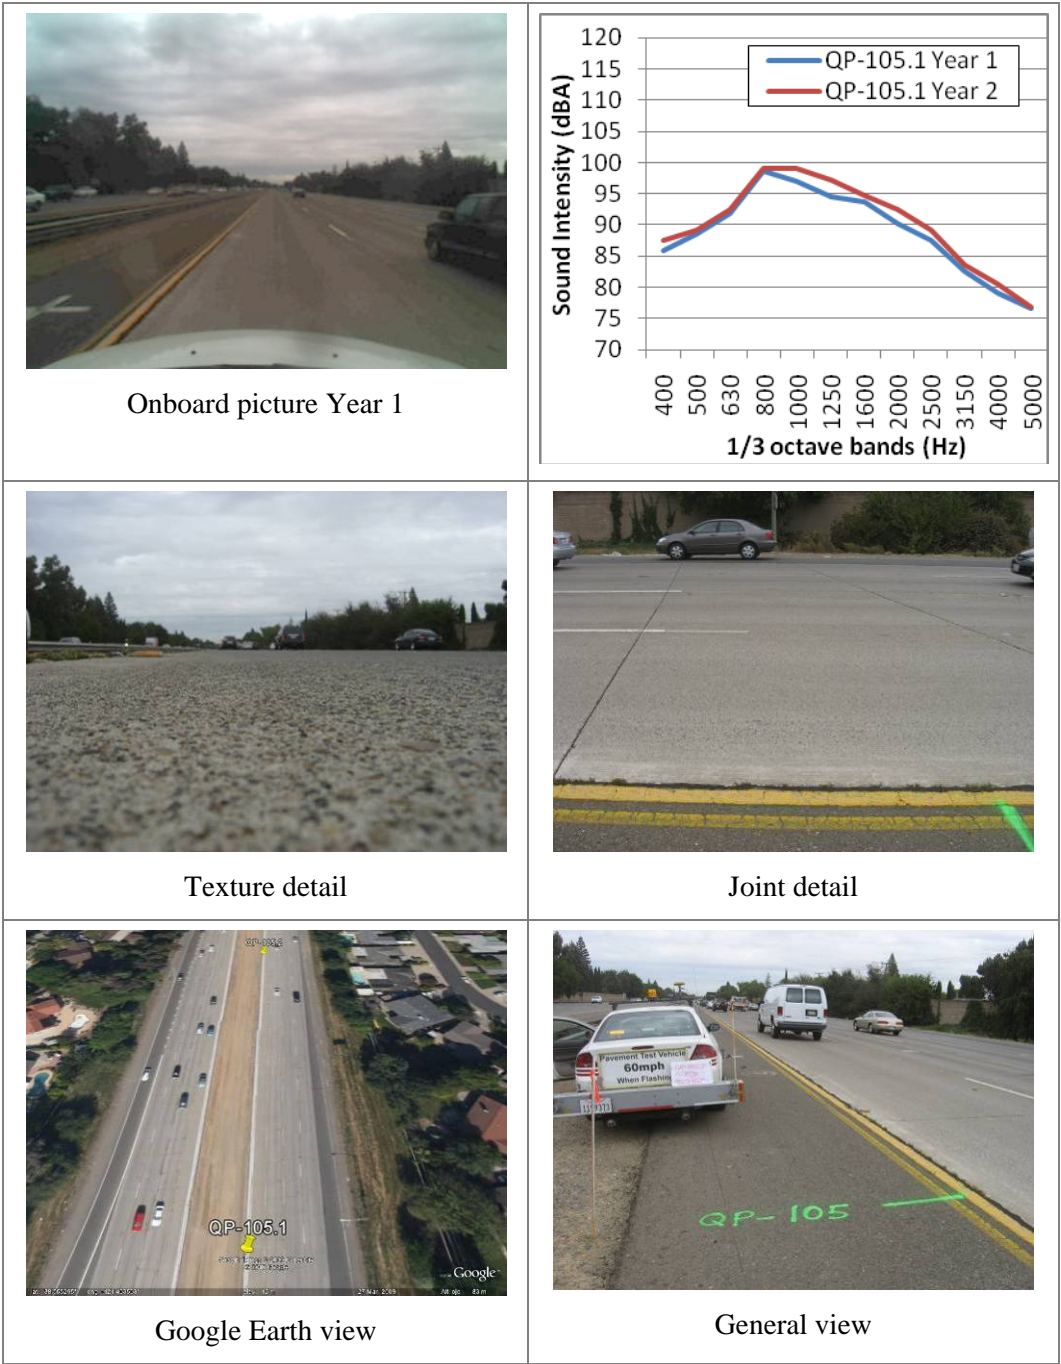 120
115
110
105
100
95
90
85
80
75
70
Sound Intensity (dBA)
QP-105.1 Year 1
QP-105.1 Year 2
400
500
630
800
1000
1250
1600
2000
2500
3150
4000
5000
1/3 octave bands (Hz)
Onboard picture Year 1
Texture detail
Joint detail
QP-105.1
Google
27 Mar, 2009
Google Earth view
Pavement Test Vehicle
60mph
When Flashing
QP-105
General view